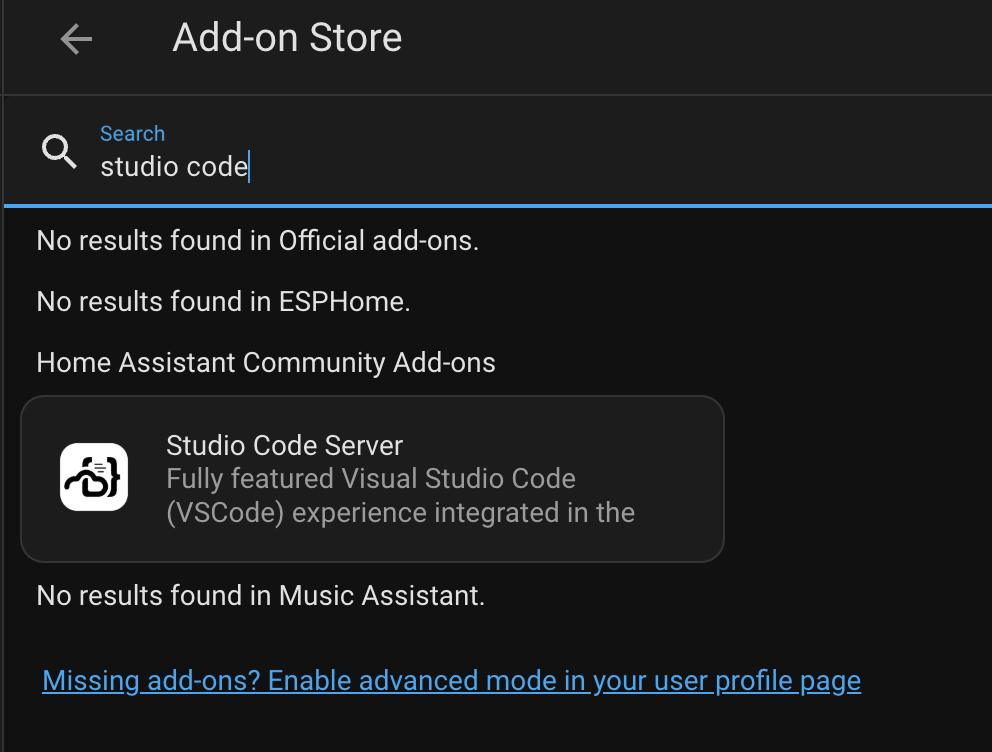 Add-on Store
Search
studio code
No results found in Official add-ons.
No results found in ESPHome.
Home Assistant Community Add-ons
Studio Code Server
Fully featured Visual Studio Code
(VSCode) experience integrated in the
No results found in Music Assistant.
Missing add-ons? Enable advanced mode in your user profile page